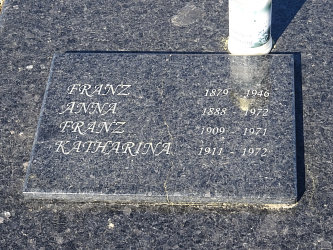 FRANZ 1879 - 1946
ANNA 1888 - 1972
FRANZ 1909 - 1971
KATHARINA 1911 - 1972